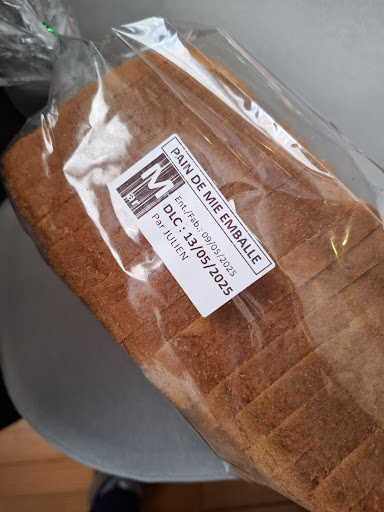 PAIN DE MIE EMBALLE
M
Ent./Fab.: 09/05/2025
DLC : 13/05/2025
Par JULIEN